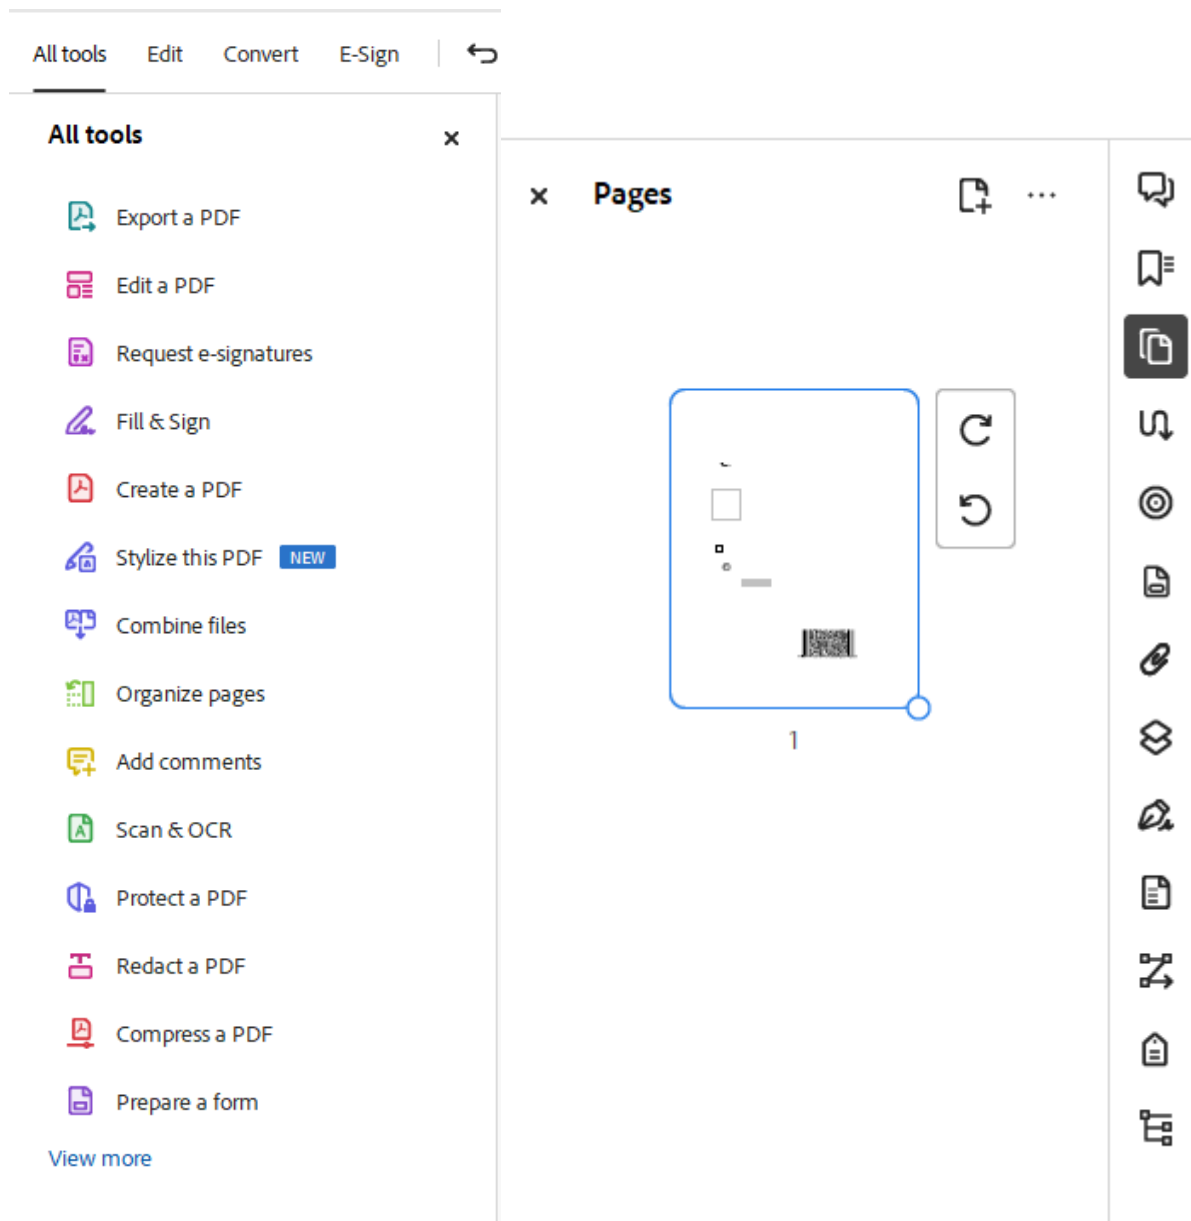 All tools Edit Convert E-Sign
All tools
Export a PDF
Edit a PDF
Request e-signatures
Fill & Sign
Create a PDF
Stylize this PDF NEW
Combine files
Organize pages
Add comments
Scan & OCR
Protect a PDF
Redact a PDF
Compress a PDF
Prepare a form
View more
Pages
1